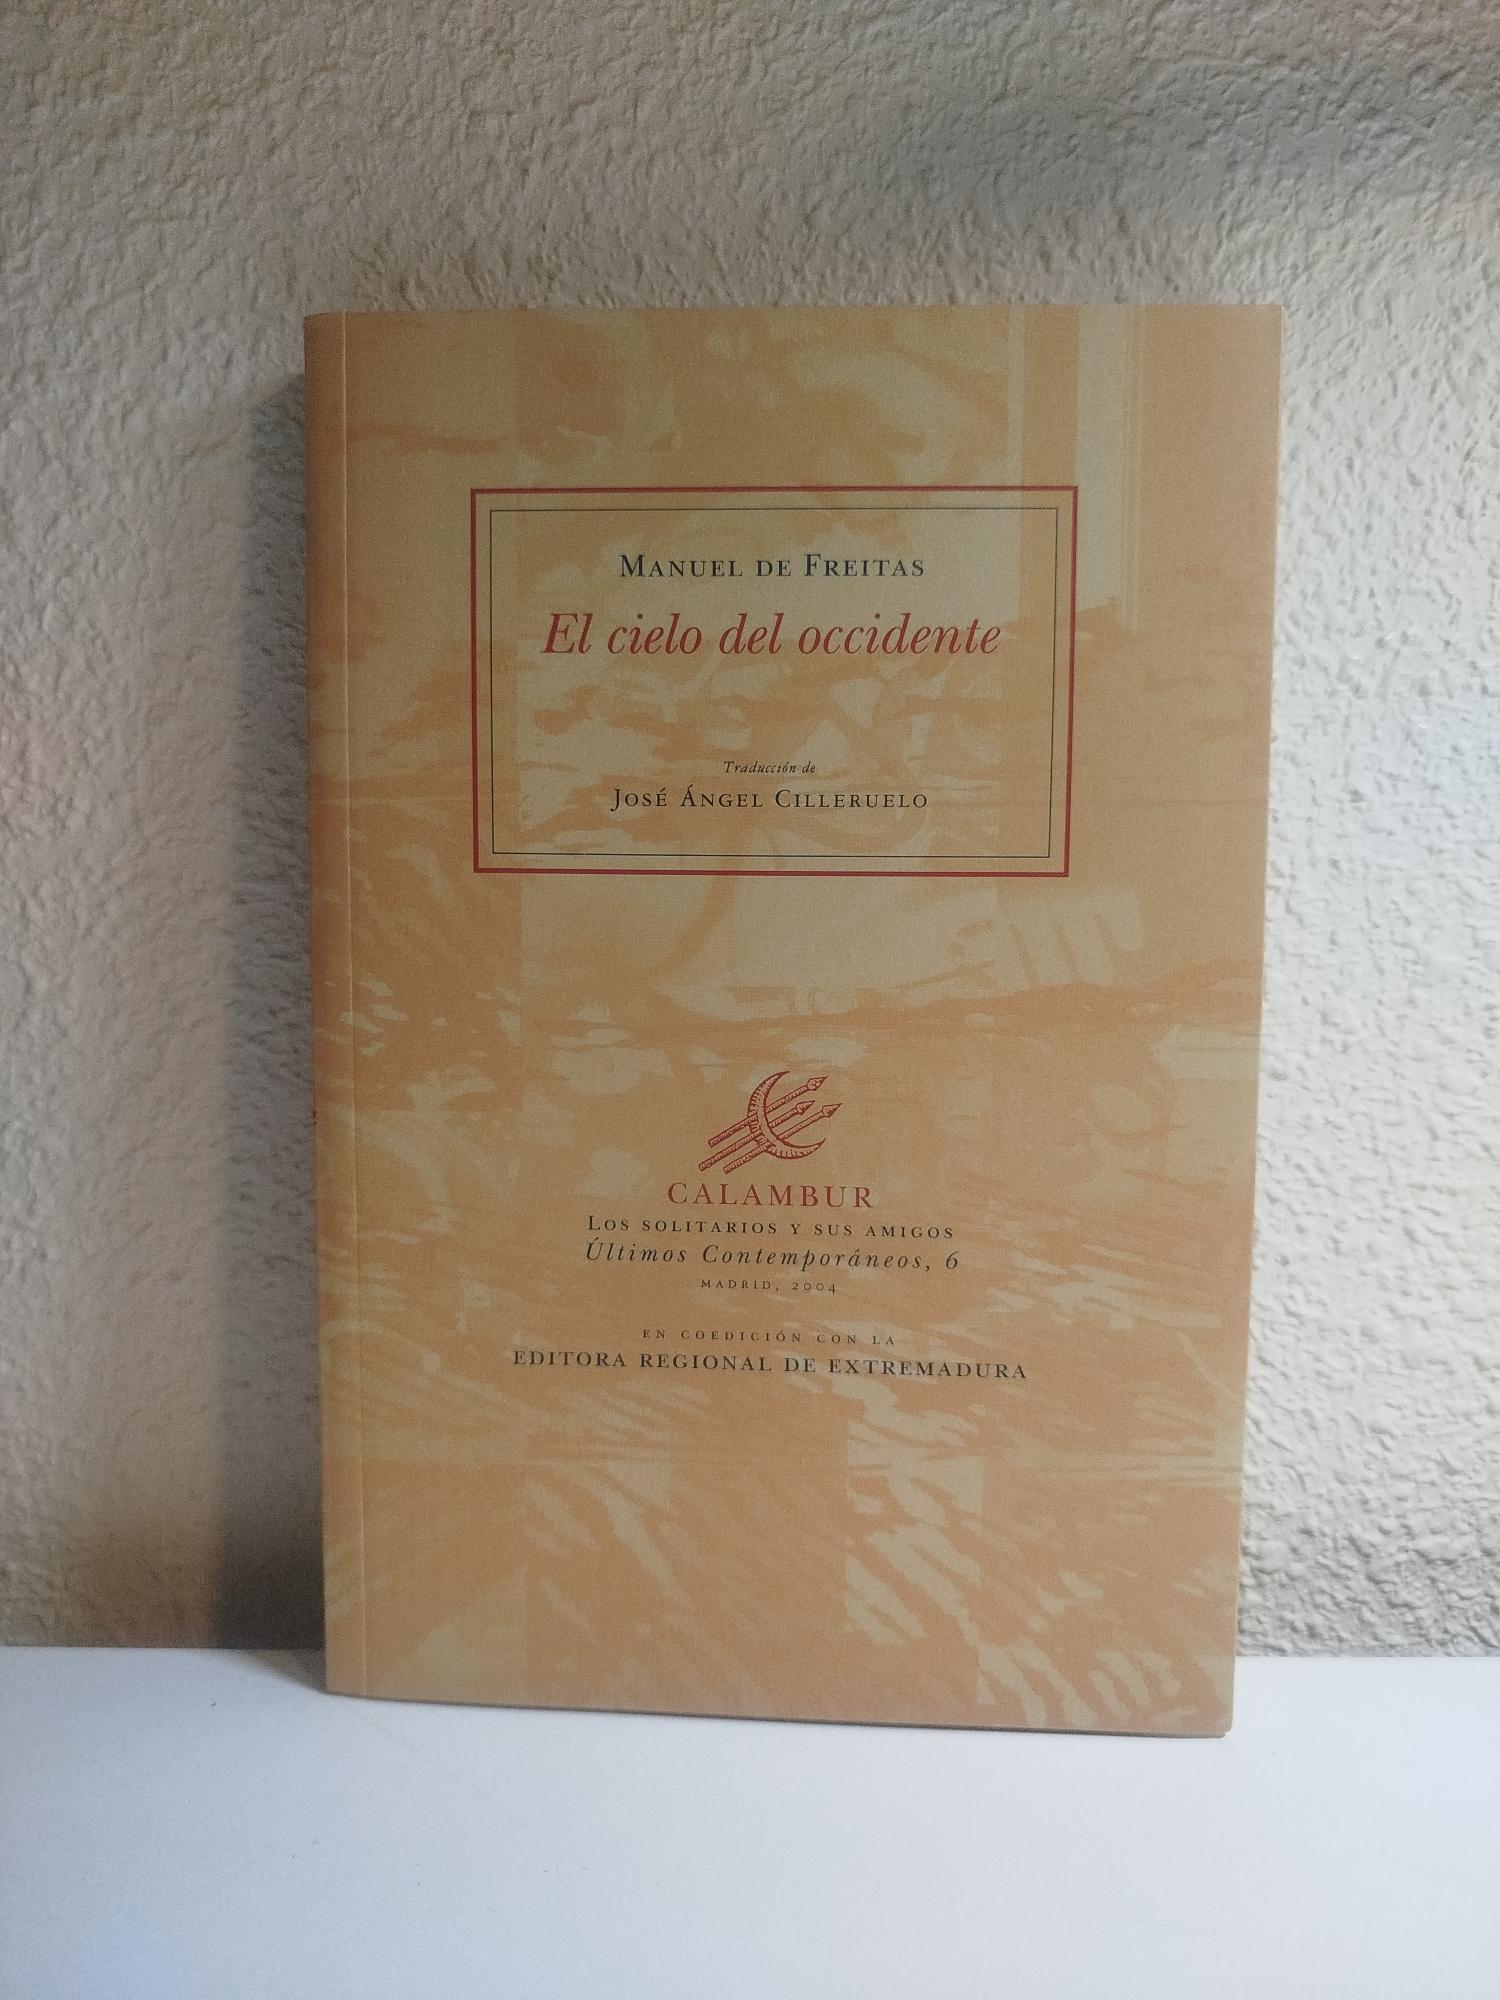 MANUEL DE FREITAS
El cielo del occidente
Traducción de
JOSÉ ÁNGEL CILLERUELO
CALAMBUR
LOS SOLITARIOS Y SUS AMIGOS
Últimos Contemporáneos, 6
MADRID, 2004
EN COEDICIÓN CON LA
EDITORA REGIONAL DE EXTREMADURA